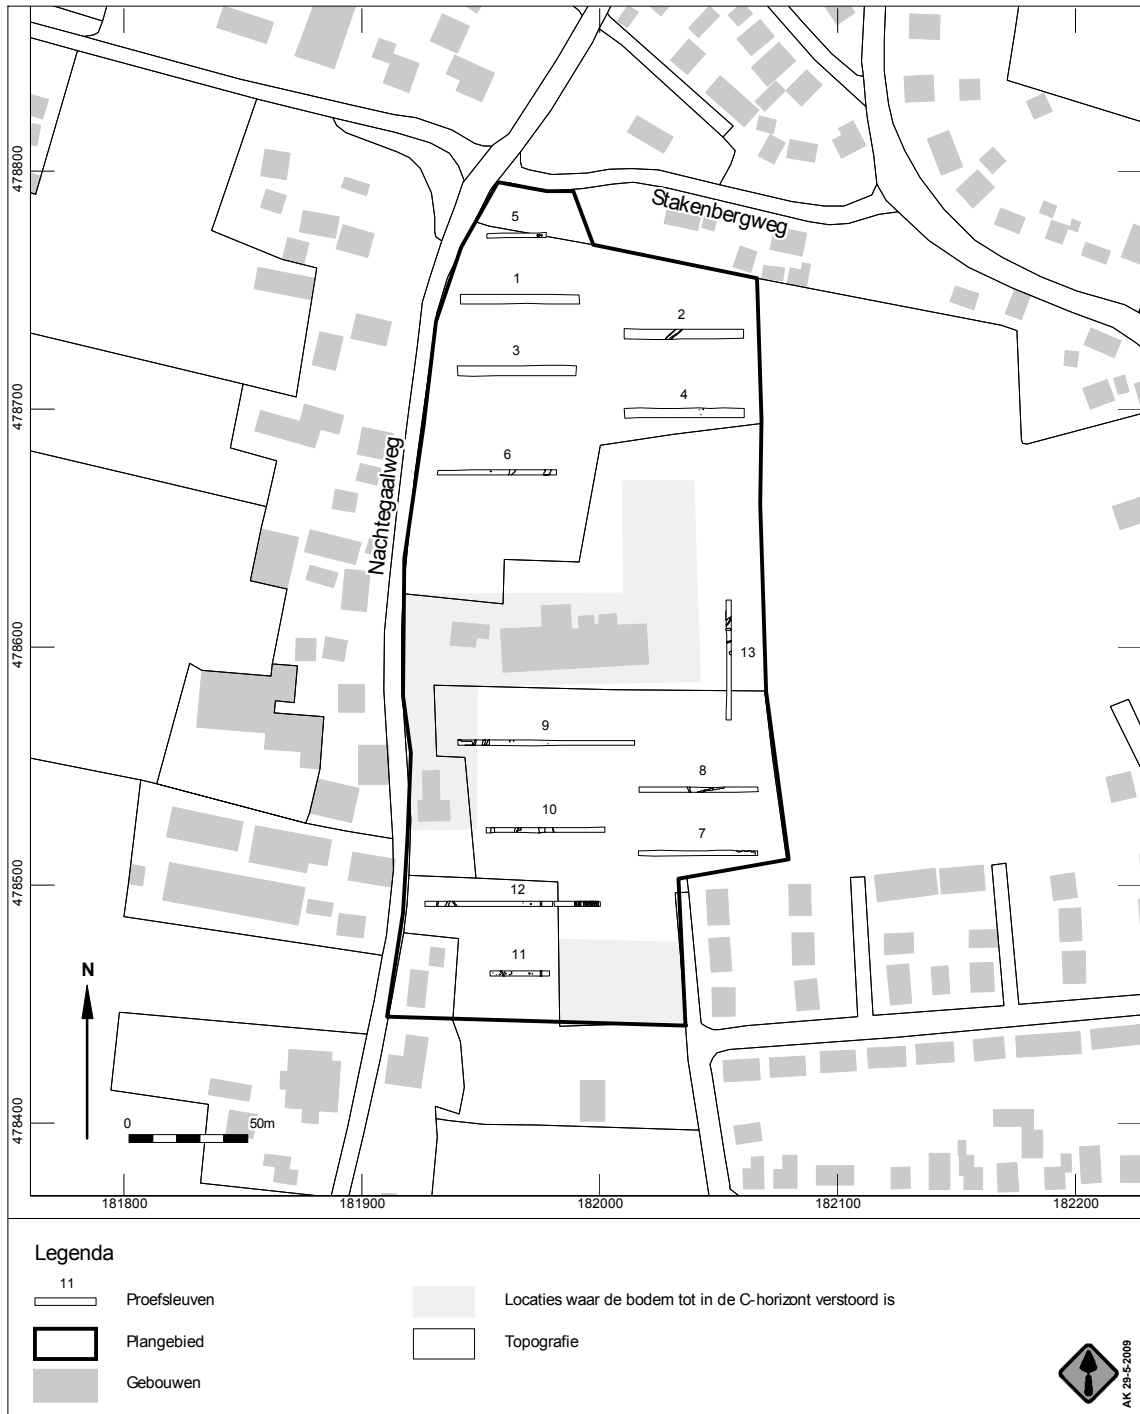 478800
478700
478600
478500
478400
Stakenbergweg
Nachtegaalweg
5
1
2
3
4
6
13
9
8
10
7
12
11
N
0 50m
181800 181900 182000 182100 182200
Legenda
11
Proefsleuven
Plangebied
Gebouwen
Locaties waar de bodem tot in de C-horizont verstoord is
Topografie
AK 29-5-2009